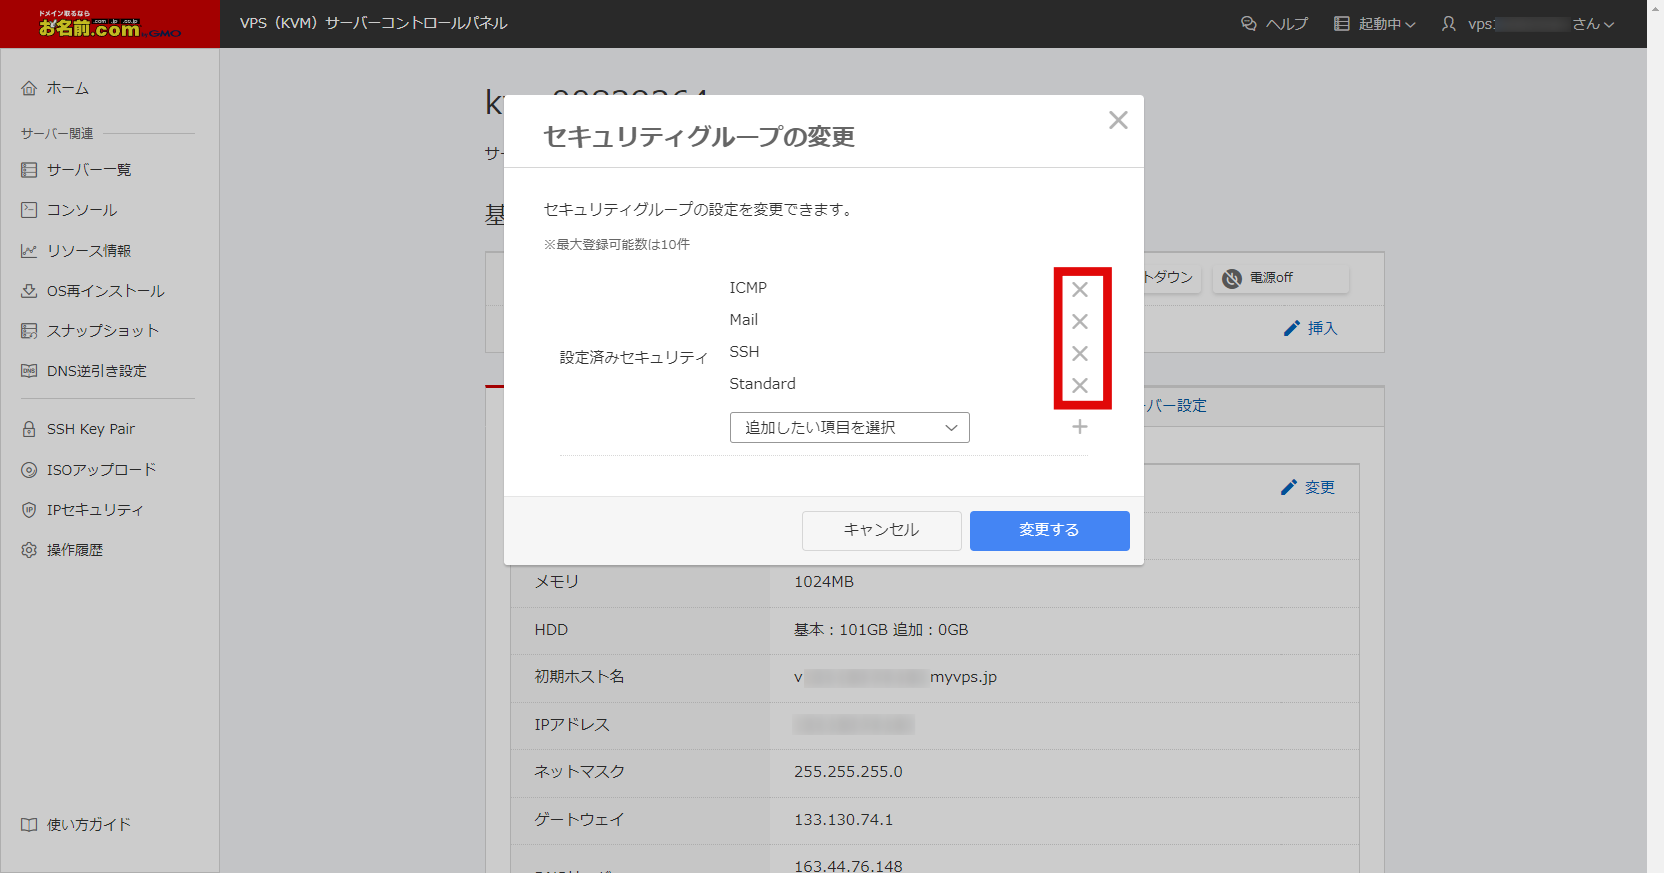 ドメイン取るなら
お名前.com
by GMO
VPS（KVM）サーバーコントロールパネル
ヘルプ
起動中
vps
さん
ホーム
サーバー関連
サーバー一覧
コンソール
リソース情報
OS再インストール
スナップショット
DNS逆引き設定
SSH Key Pair
ISOアップロード
IPセキュリティ
操作履歴
使い方ガイド
セキュリティグループの変更
セキュリティグループの設定を変更できます。
※最大登録可能数は10件
設定済みセキュリティ
ICMP
Mail
SSH
Standard
追加したい項目を選択
キャンセル
変更する
サー
基
トダウン
電源off
挿入
バー設定
変更
メモリ
1024MB
HDD
基本：101GB 追加：0GB
初期ホスト名
v
myvps.jp
IPアドレス
ネットマスク
255.255.255.0
ゲートウェイ
133.130.74.1
163.44.76.148